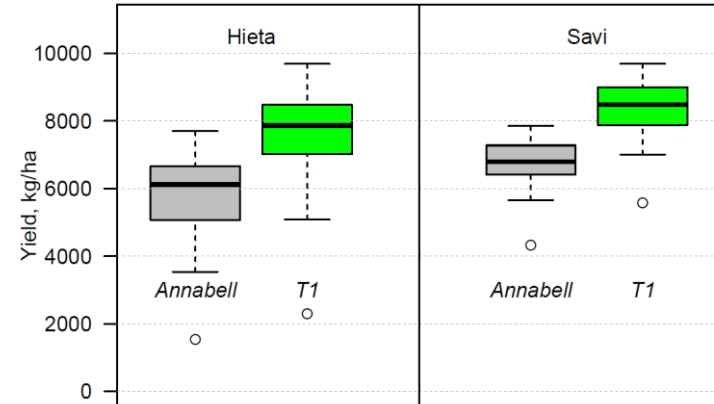 Hieta
Savi
10000
8000
6000
4000
2000
0
Yield, kg/ha
Annabell
T1
Annabell
T1